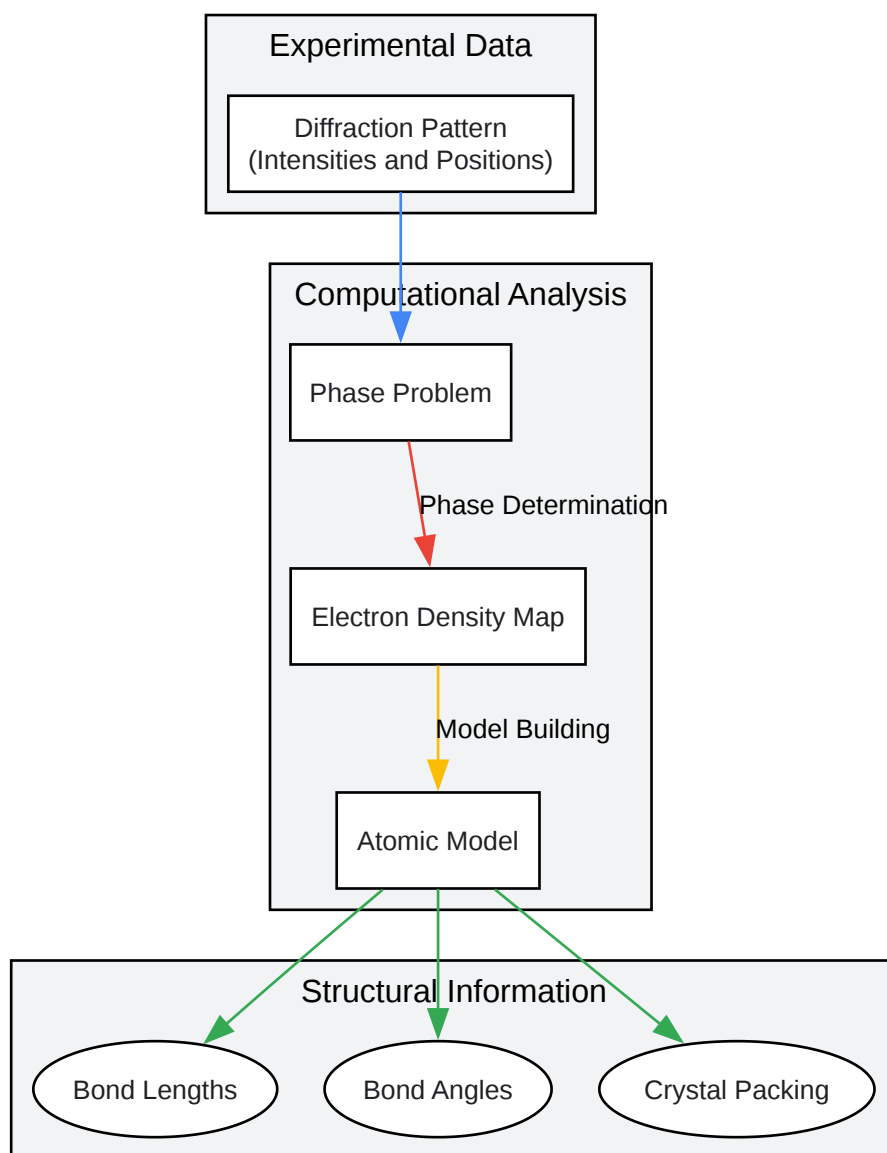 Experimental Data
Diffraction Pattern
(Intensities and Positions)
Computational Analysis
Phase Problem
Phase Determination
Electron Density Map
Model Building
Atomic Model
Structural Information
Bond Lengths
Bond Angles
Crystal Packing